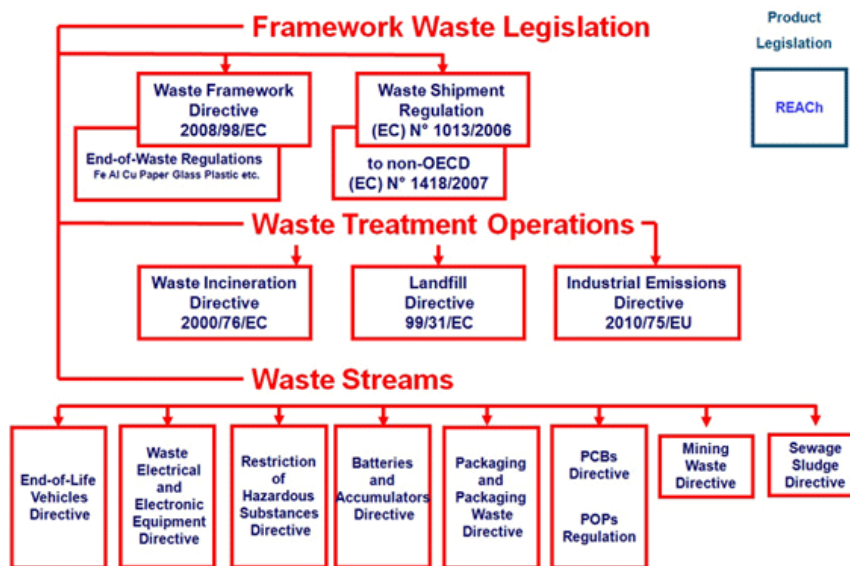 Framework Waste Legislation
Product
Legislation
REACh
Waste Framework
Directive
2008/98/EC
End-of-Waste Regulations
Fe Al Cu Paper Glass Plastic etc.
Waste Shipment
Regulation
(EC) N° 1013/2006
to non-OECD
(EC) N° 1418/2007
Waste Treatment Operations
Waste Incineration
Directive
2000/76/EC
Landfill
Directive
99/31/EC
Industrial Emissions
Directive
2010/75/EU
Waste Streams
End-of-Life
Vehicles
Directive
Waste
Electrical
and
Electronic
Equipment
Directive
Restriction
of
Hazardous
Substances
Directive
Batteries
and
Accumulators
Directive
Packaging
and
Packaging
Waste
Directive
PCBs
Directive
POPs
Regulation
Mining
Waste
Directive
Sewage
Sludge
Directive